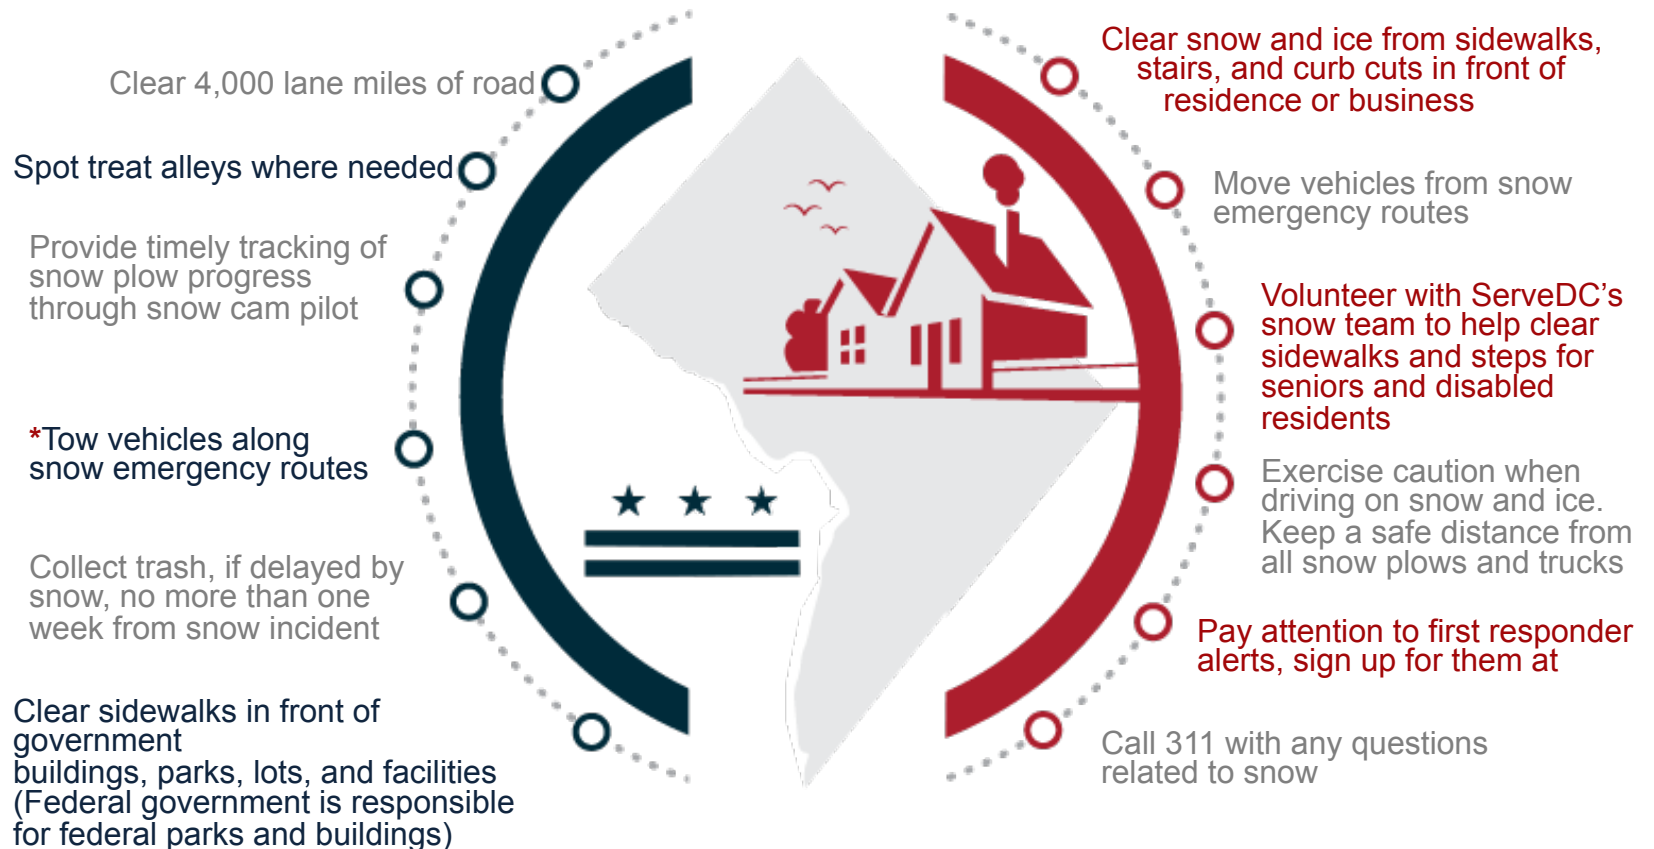 Clear 4,000 lane miles of road
Spot treat alleys where needed
Provide timely tracking of
snow plow progress
through snow cam pilot
*Tow vehicles along
snow emergency routes
Collect trash, if delayed by
snow, no more than one
week from snow incident
Clear sidewalks in front of
government
buildings, parks, lots, and facilities
(Federal government is responsible
for federal parks and buildings)
Clear snow and ice from sidewalks,
stairs, and curb cuts in front of
residence or business
Move vehicles from snow
emergency routes
Volunteer with ServeDC’s
snow team to help clear
sidewalks and steps for
seniors and disabled
residents
Exercise caution when
driving on snow and ice.
Keep a safe distance from
all snow plows and trucks
Pay attention to first responder
alerts, sign up for them at
Call 311 with any questions
related to snow